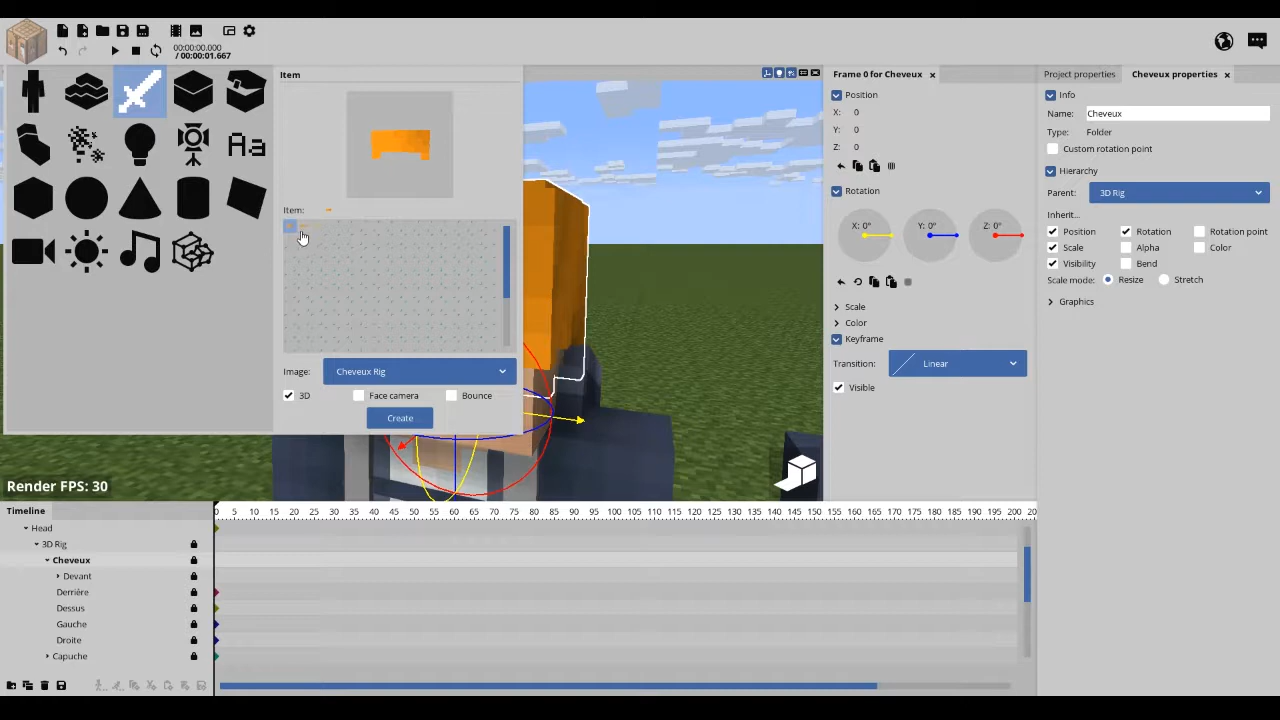 00:00:00.000
/ 00:00:01.667
Item
Item:
Image:
Cheveux Rig
3D
Face camera
Bounce
Create
Aa
Render FPS: 30
Frame 0 for Cheveux
Position
X: 0
Y: 0
Z: 0
Rotation
X: 0°
Y: 0°
Z: 0°
Scale
Color
Keyframe
Transition:
Linear
Visible
Project properties
Cheveux properties
Info
Name:
Cheveux
Type:
Folder
Custom rotation point
Hierarchy
Parent:
3D Rig
Inherit...
Position
Rotation
Rotation point
Scale
Alpha
Color
Visibility
Bend
Scale mode:
Resize
Stretch
Graphics
Timeline
0 5 10 15 20 25 30 35 40 45 50 55 60 65 70 75 80 85 90 95 100 105 110 115 120 125 130 135 140 145 150 155 160 165 170 175 180 185 190 195 200 20
Head
3D Rig
Cheveux
Devant
Derrière
Dessus
Gauche
Droite
Capuche